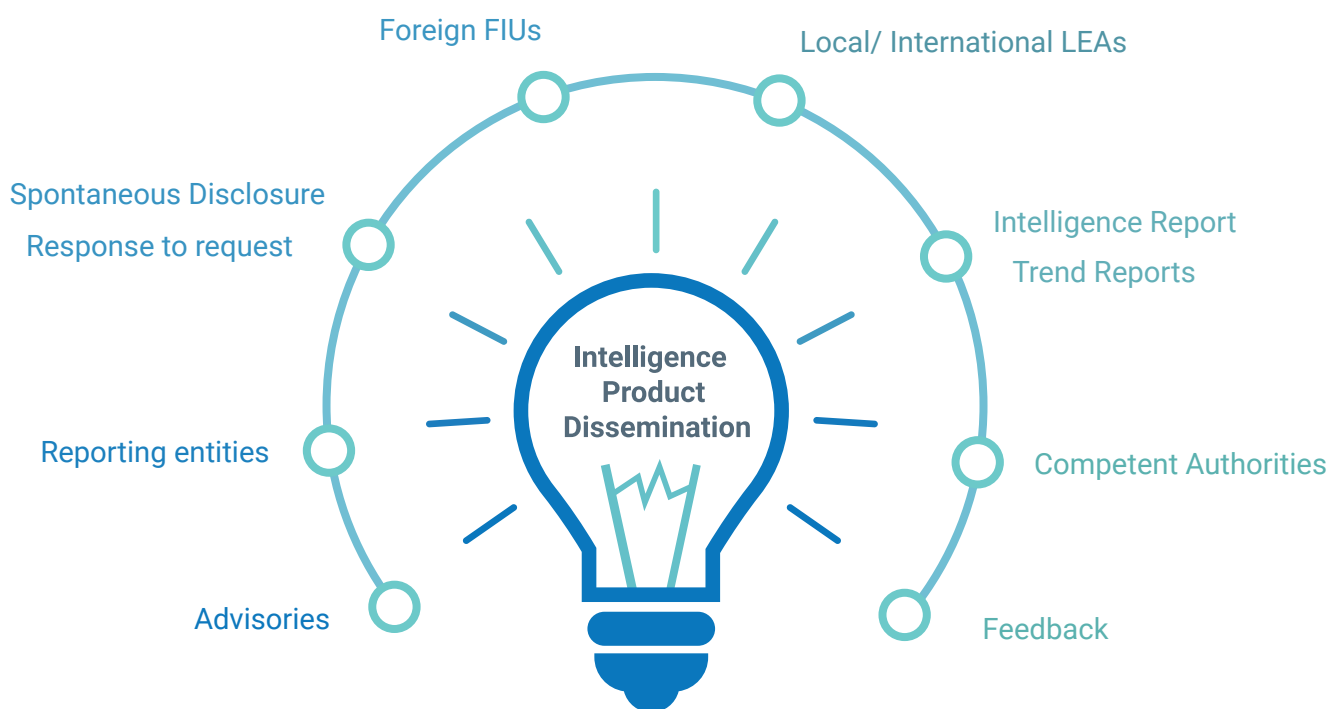 Foreign FIUs
Local/ International LEAs
Spontaneous Disclosure
Response to request
Intelligence Report
Trend Reports
Intelligence
Product
Dissemination
Reporting entities
Competent Authorities
Advisories
Feedback